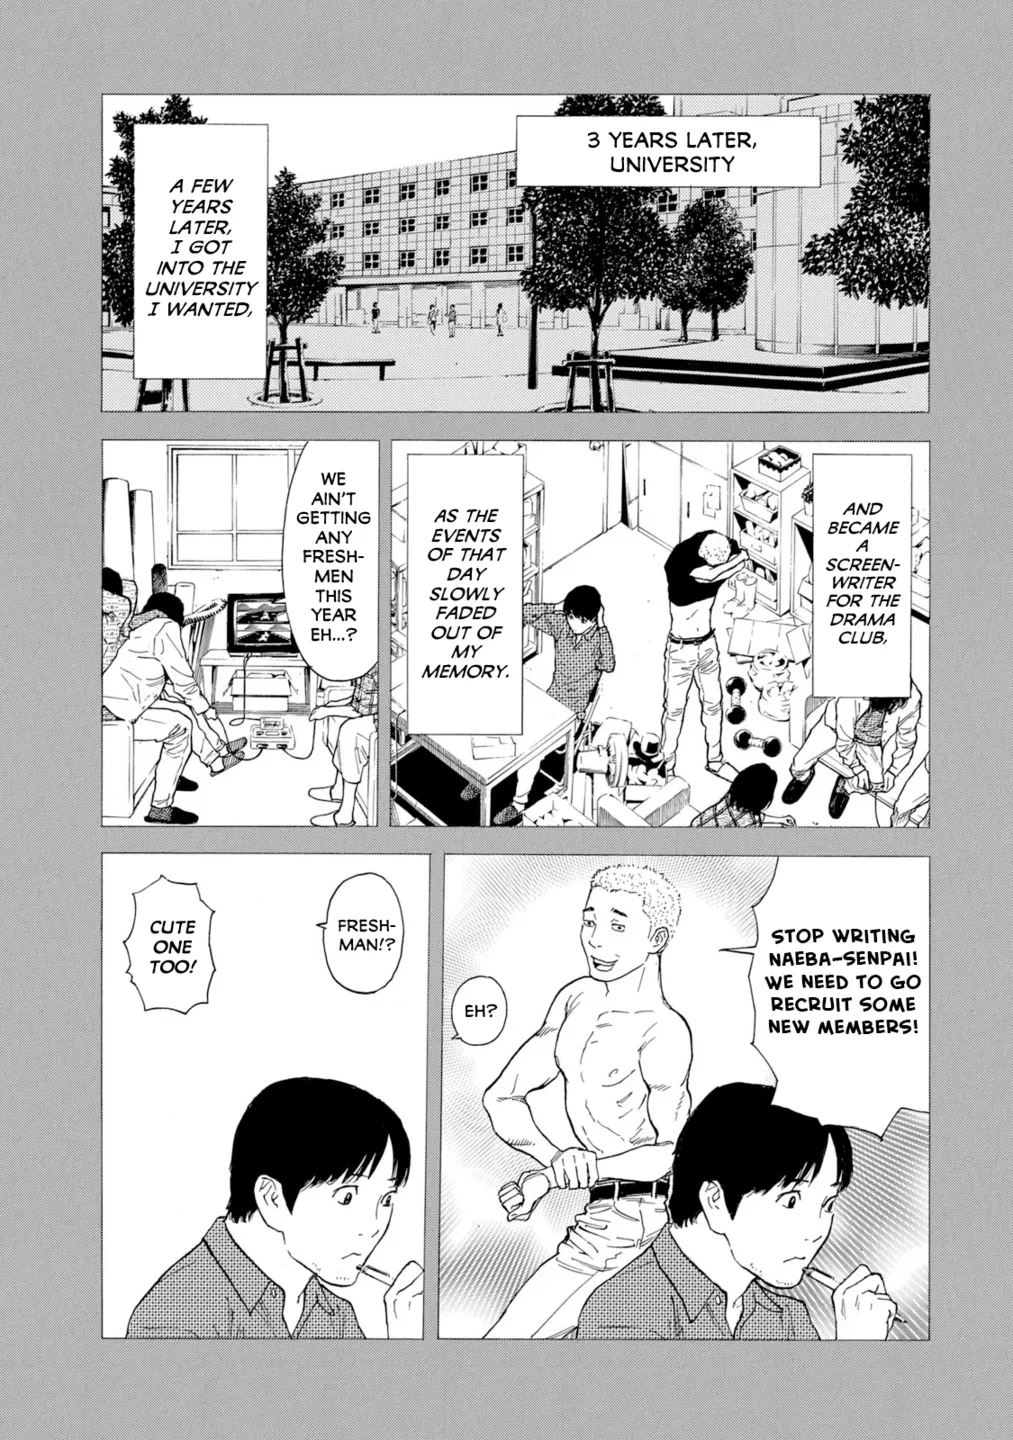 3 YEARS LATER,
UNIVERSITY
A FEW
YEARS
LATER,
I GOT
INTO THE
UNIVERSITY
I WANTED,
AND
BECAME
A
SCREEN-
WRITER
FOR THE
DRAMA
CLUB,
AS THE
EVENTS
OF THAT
DAY
SLOWLY
FADED
OUT OF
MY
MEMORY.
WE
AIN'T
GETTING
ANY
FRESH-
MEN
THIS
YEAR
EH...?
STOP WRITING
NAEBA-SENPAI!
WE NEED TO GO
RECRUIT SOME
NEW MEMBERS!
EH?
FRESH-
MAN!?
CUTE
ONE
TOO!